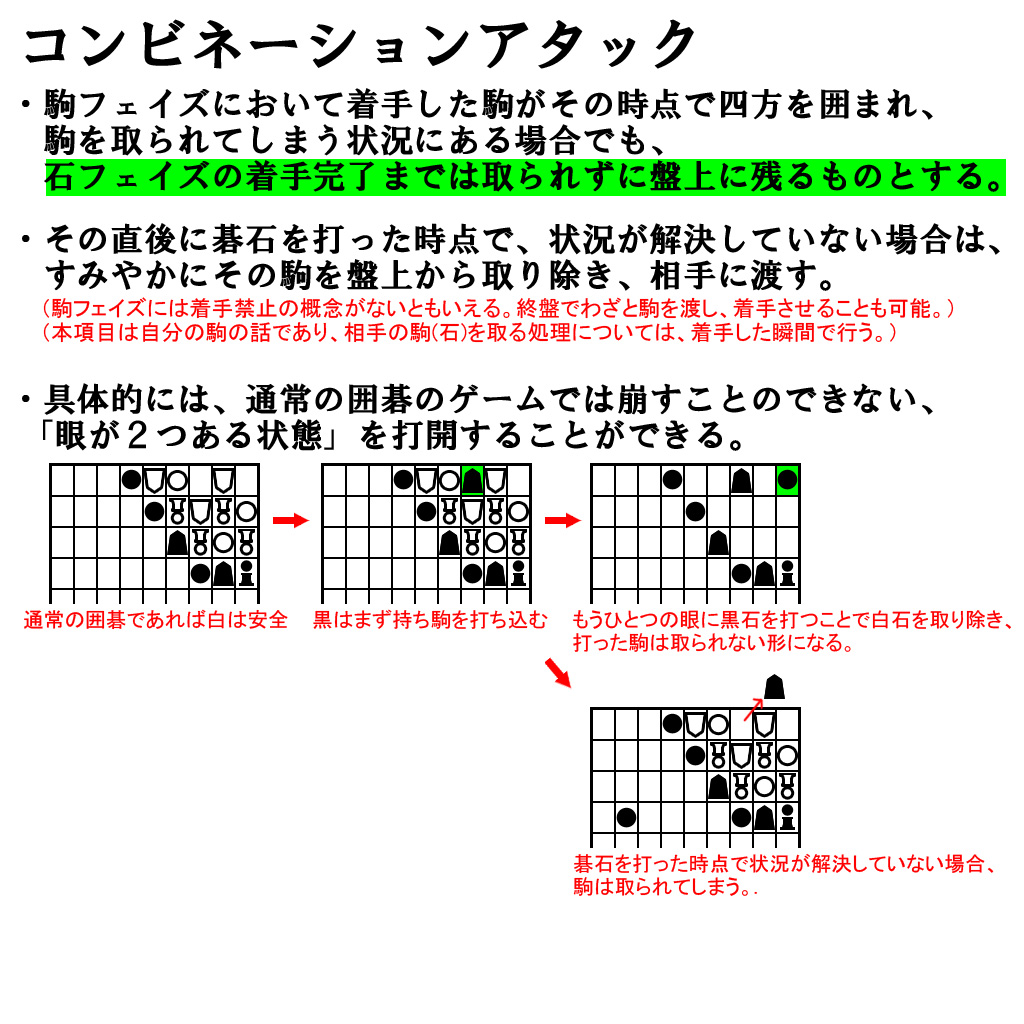 コンビネーションアタック
・駒フェイズにおいて着手した駒がその時点で四方を囲まれ、
駒を取られてしまう状況にある場合でも、
石フェイズの着手完了までは取られずに盤上に残るものとする。
・その直後に碁石を打った時点で、状況が解決していない場合は、
すみやかにその駒を盤上から取り除き、相手に渡す。
（駒フェイズには着手禁止の概念がないともいえる。終盤でわざと駒を渡し、着手させることも可能。）
（本項目は自分の駒の話であり、相手の駒(石)を取る処理については、着手した瞬間で行う。）
・具体的には、通常の囲碁のゲームでは崩すことのできない、
「眼が２つある状態」を打開することができる。
通常の囲碁であれば白は安全
黒はまず持ち駒を打ち込む
もうひとつの眼に黒石を打つことで白石を取り除き、
打った駒は取られない形になる。
碁石を打った時点で状況が解決していない場合、
駒は取られてしまう。.